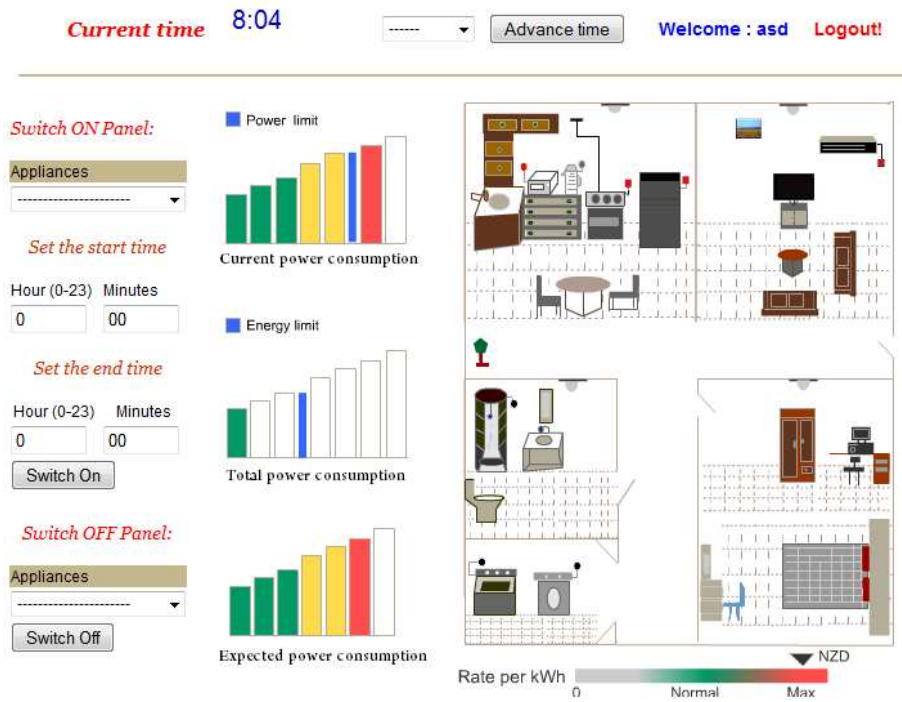 Current time 8:04 ------ Advance time Welcome : asd Logout!
Switch ON Panel:
Appliances
-----------------------
Set the start time
Hour (0-23) Minutes
0 00
Set the end time
Hour (0-23) Minutes
0 00
Switch On
Switch OFF Panel:
Appliances
-----------------------
Switch Off
Power limit
Current power consumption
Energy limit
Total power consumption
Expected power consumption
NZD
Rate per kWh
0 Normal Max